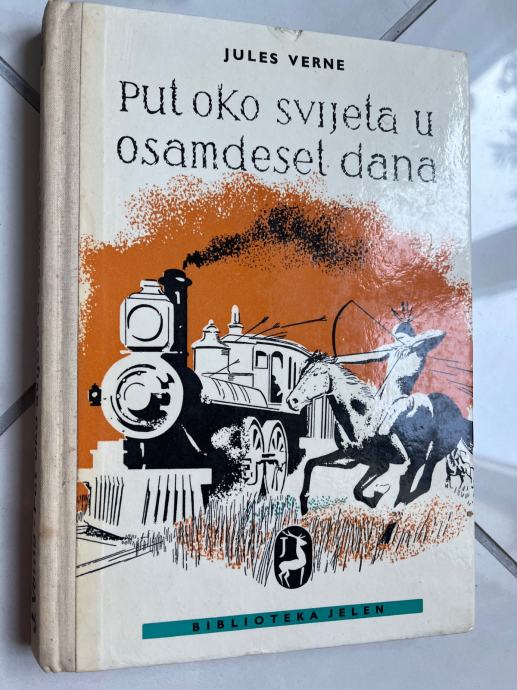 JULES VERNE
Put oko svijeta u
osamdeset dana
BIBLIOTEKA JELEN